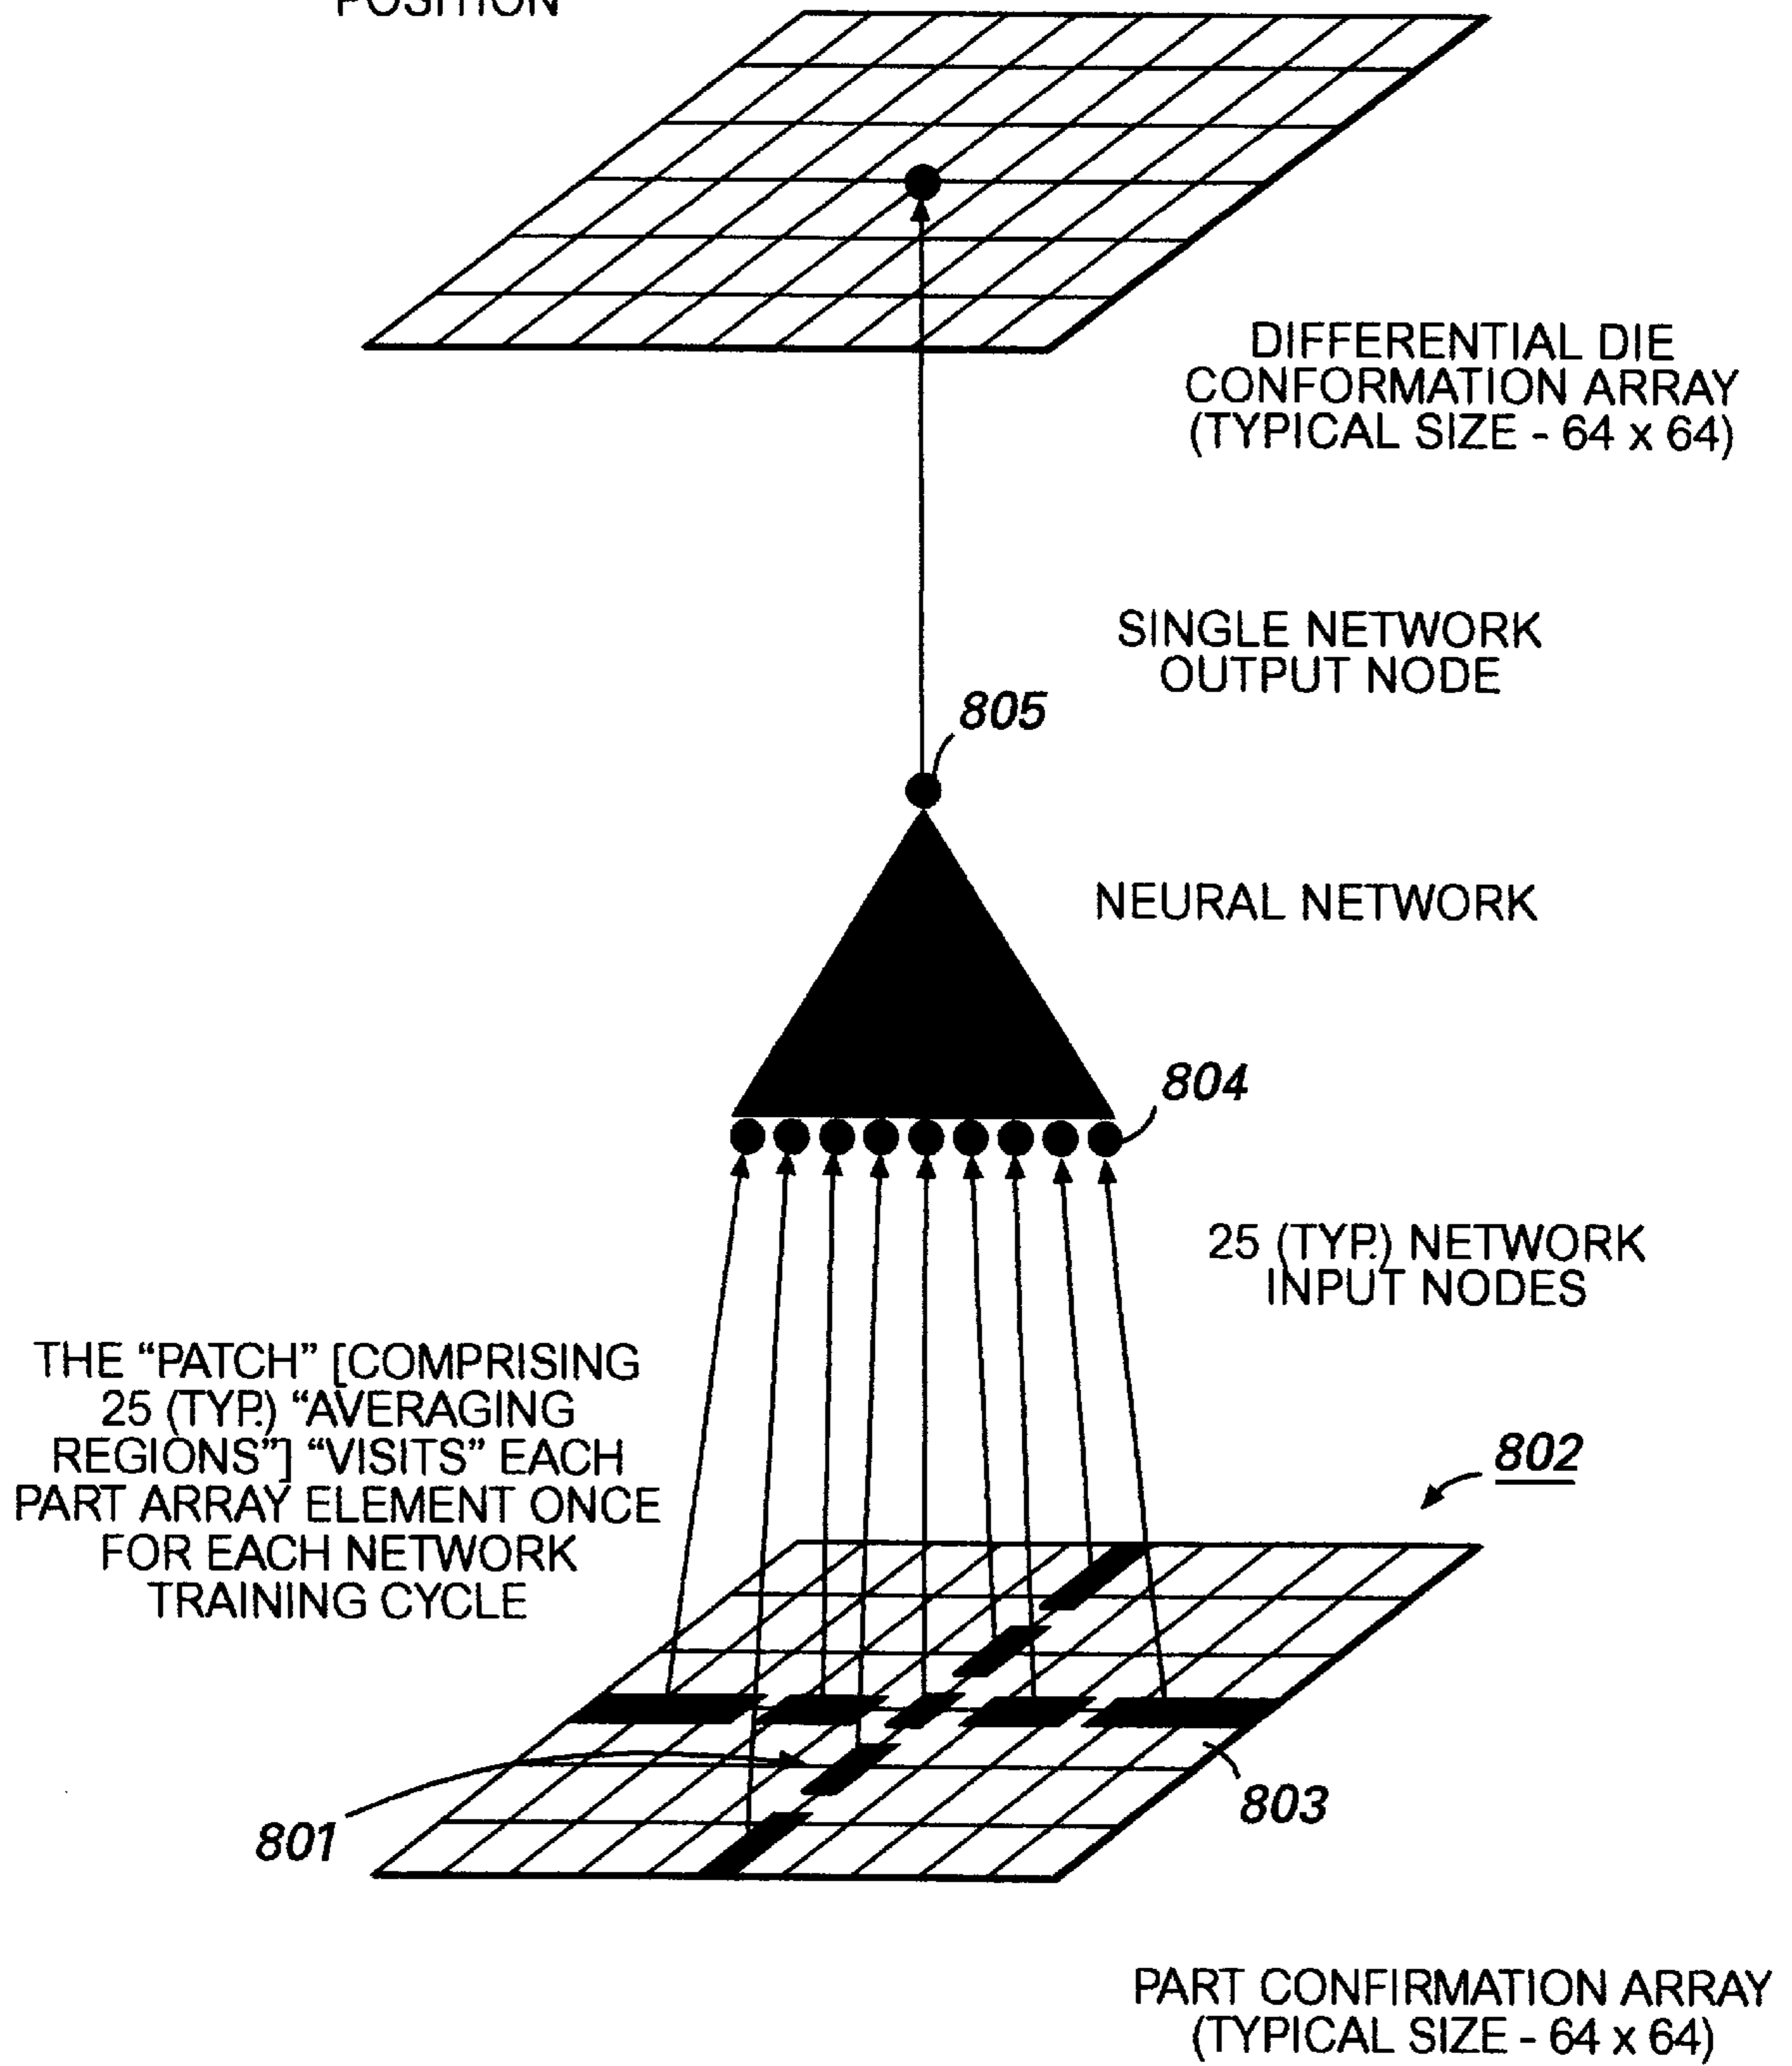 POSITION
DIFFERENTIAL DIE
CONFORMATION ARRAY
(TYPICAL SIZE - 64 x 64)
SINGLE NETWORK
OUTPUT NODE
805
NEURAL NETWORK
804
25 (TYP.) NETWORK
INPUT NODES
THE “PATCH” [COMPRISING
25 (TYP.) “AVERAGING
REGIONS”] “VISITS” EACH
PART ARRAY ELEMENT ONCE
FOR EACH NETWORK
TRAINING CYCLE
802
803
801
PART CONFIRMATION ARRAY
(TYPICAL SIZE - 64 x 64)